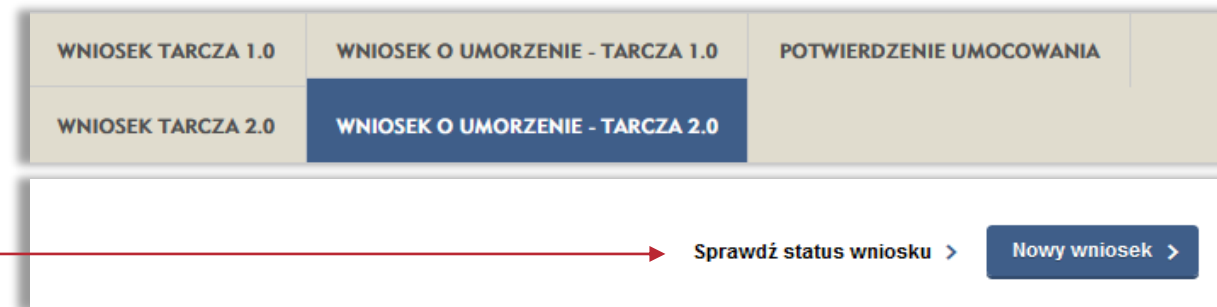 WNIOSEK TARCZA 1.0 WNIOSEK O UMORZENIE - TARCZA 1.0 POTWIERDZENIE UMOCOWANIA
WNIOSEK TARCZA 2.0 WNIOSEK O UMORZENIE - TARCZA 2.0
Sprawdź status wniosku > Nowy wniosek >